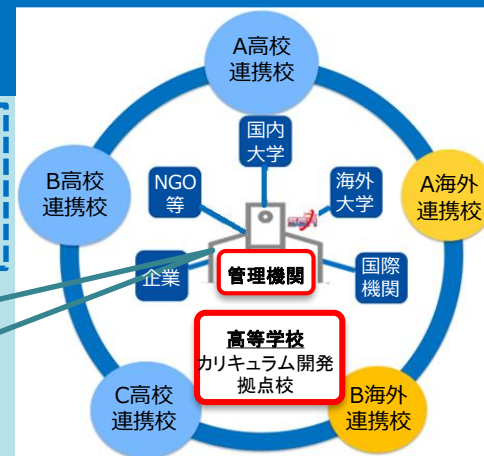 A高校
連携校
国内
大学
NGO
等
海外
大学
B高校
連携校
A海外
連携校
企業
管理機関
国際
機関
高等学校
カリキュラム開発
拠点校
C高校
連携校
B海外
連携校